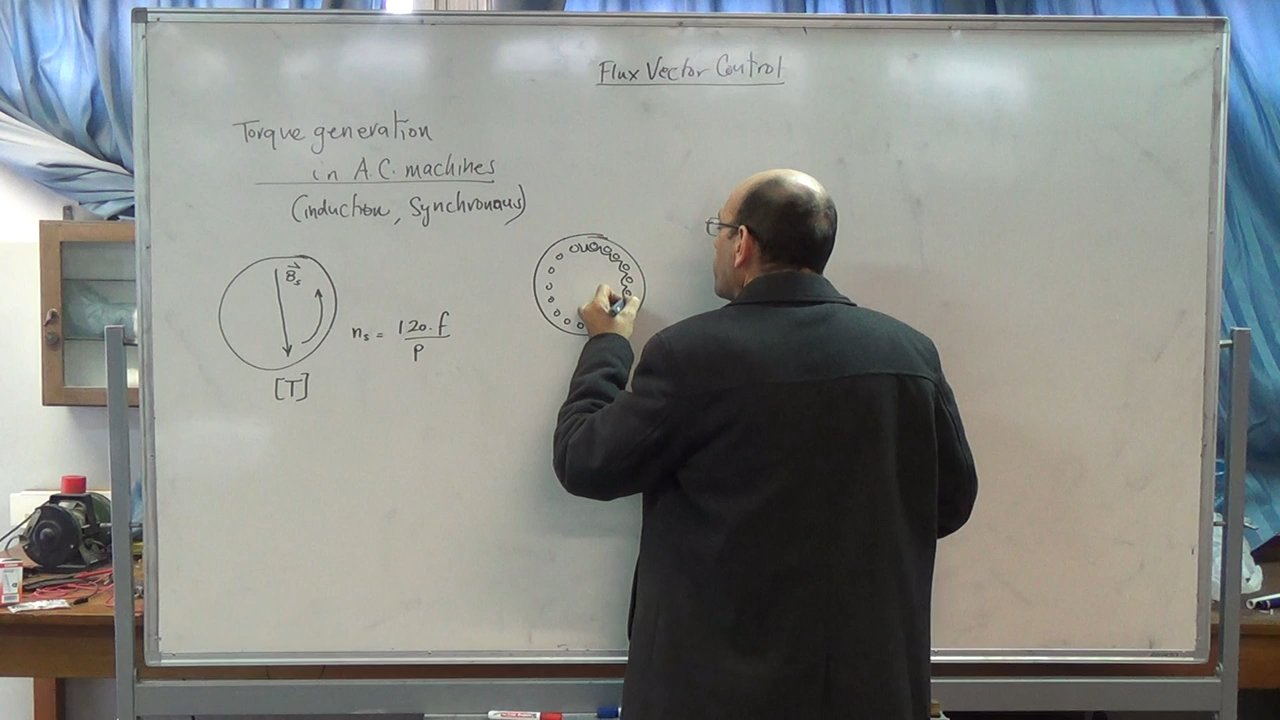 Flux Vector Control
Torque generation
in A.C. machines
(induction, Synchronous)
B⃗s
ns = 120.f / p
[T]